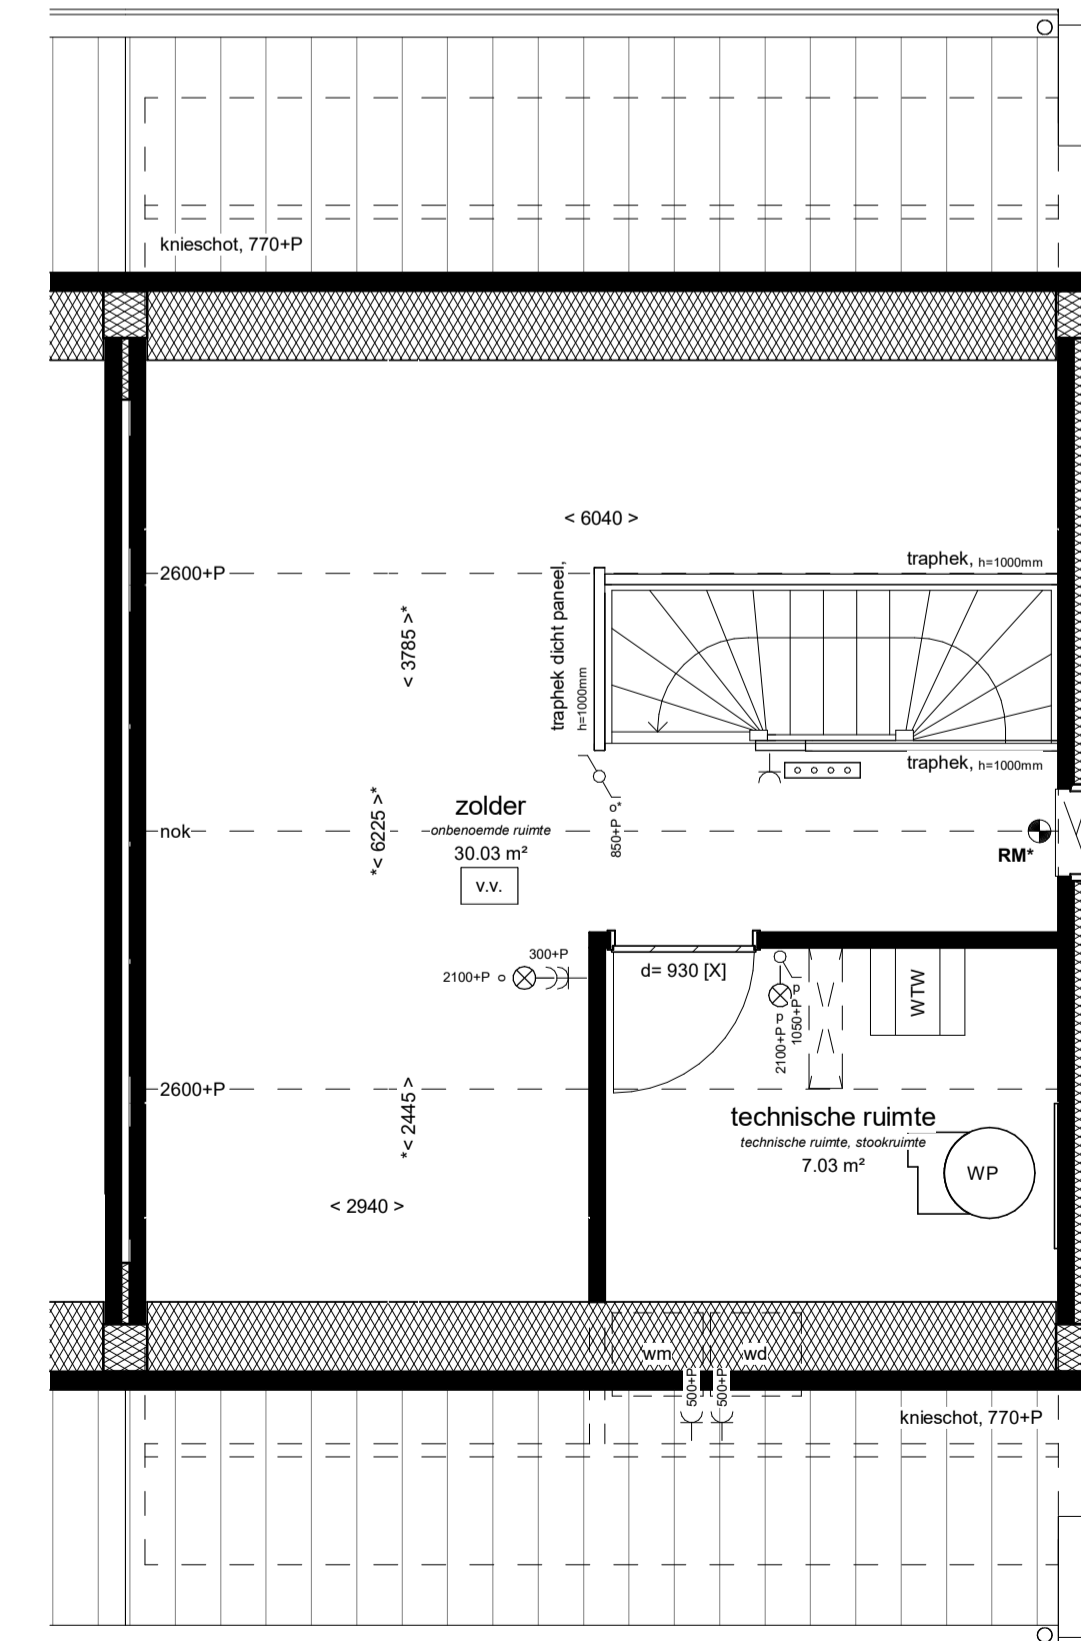 knieschot, 770+P
< 6040 >
2600+P
traphek, h=1000mm
traphek dicht paneel,
h=1000mm
< 3785 >*
traphek, h=1000mm
zolder
onbenoemde ruimte
30.03 m²
v.v.
nok
*< 6225 >*
850+P
RM*
300+P
2100+P
d= 930 [X]
2100+P
1050+P
WTW
2600+P
*< 2445 >
technische ruimte
technische ruimte, stookruimte
7.03 m²
WP
< 2940 >
wm
wd
500+P
500+P
knieschot, 770+P